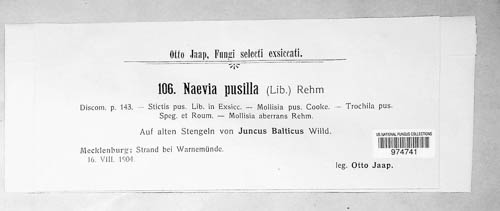 Otto Jaap, Fungi selecti exsiccati.
106. Naevia pusilla (Lib.) Rehm
Discom. p. 143. — Stictis pus. Lib. in Exsicc. — Mollisia pus. Cooke. — Trochila pus.
Speg. et Roum. — Mollisia aberrans Rehm.
Auf alten Stengeln von Juncus Balticus Willd.
US NATIONAL FUNGUS COLLECTIONS
974741
Mecklenburg: Strand bei Warnemünde.
16. VIII. 1904.
leg. Otto Jaap.